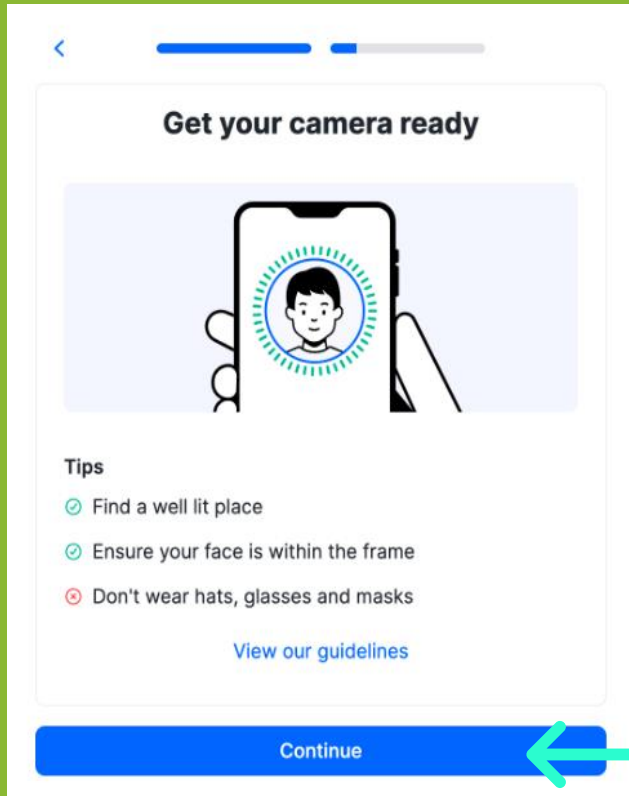 Get your camera ready
Tips
Find a well lit place
Ensure your face is within the frame
Don't wear hats, glasses and masks
View our guidelines
Continue